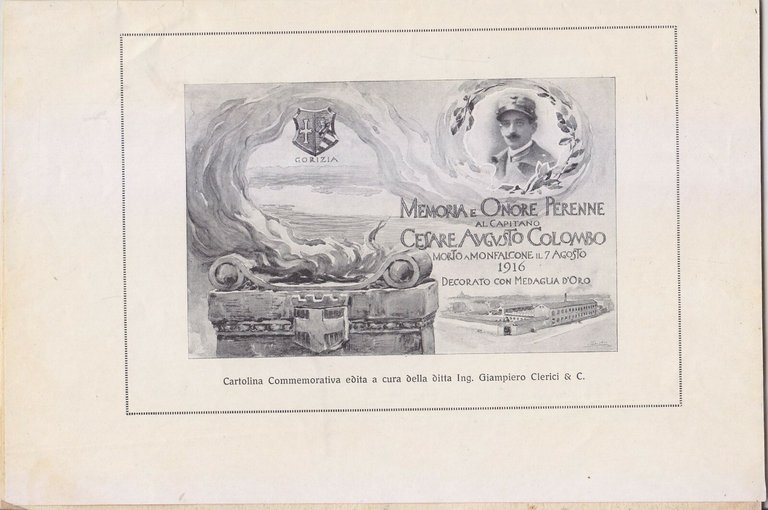 GORIZIA
MEMORIA E ONORE PERENNE
AL CAPITANO
CESARE AVGVSTO COLOMBO
MORTO A MONFALCONE IL 7 AGOSTO
1916
DECORATO CON MEDAGLIA D'ORO
Cartolina Commemorativa edita a cura della ditta Ing. Giampiero Clerici & C.